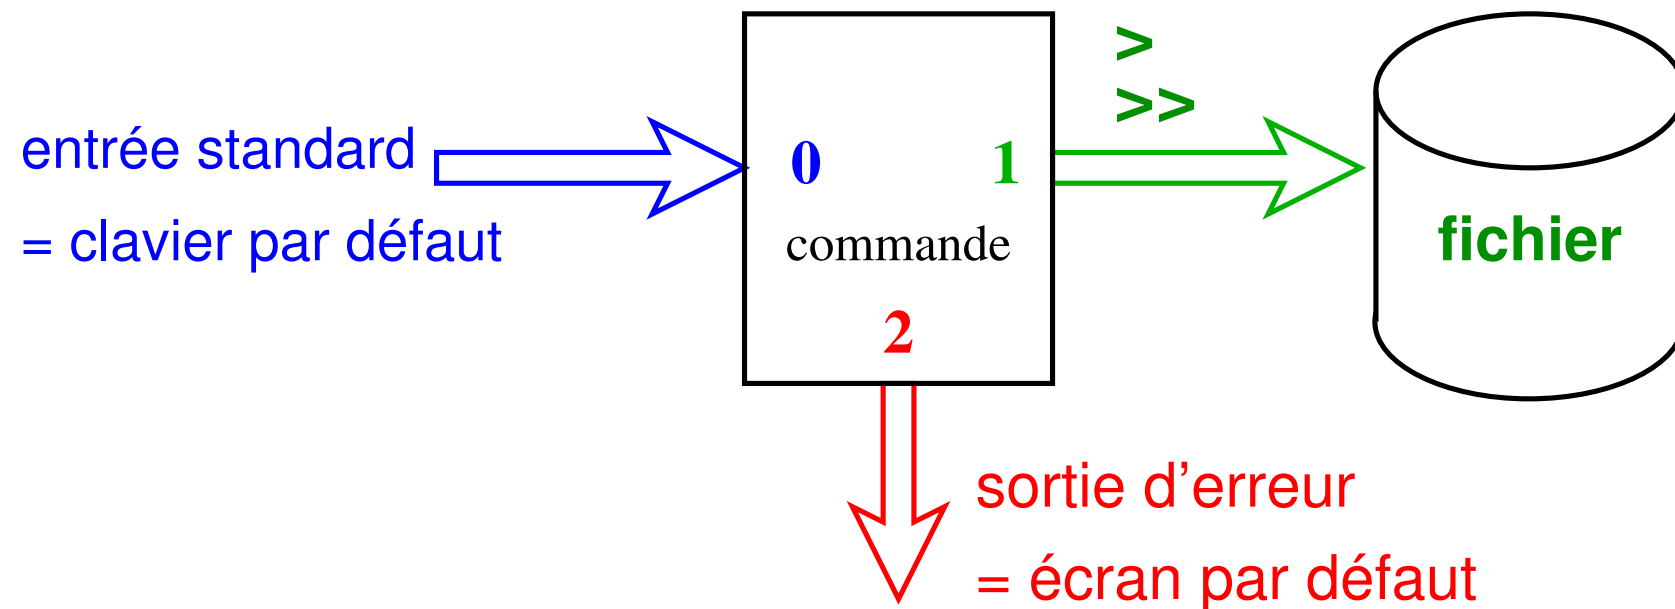 >
>>
entrée standard
0
1
= clavier par défaut
commande
fichier
2
sortie d'erreur
= écran par défaut